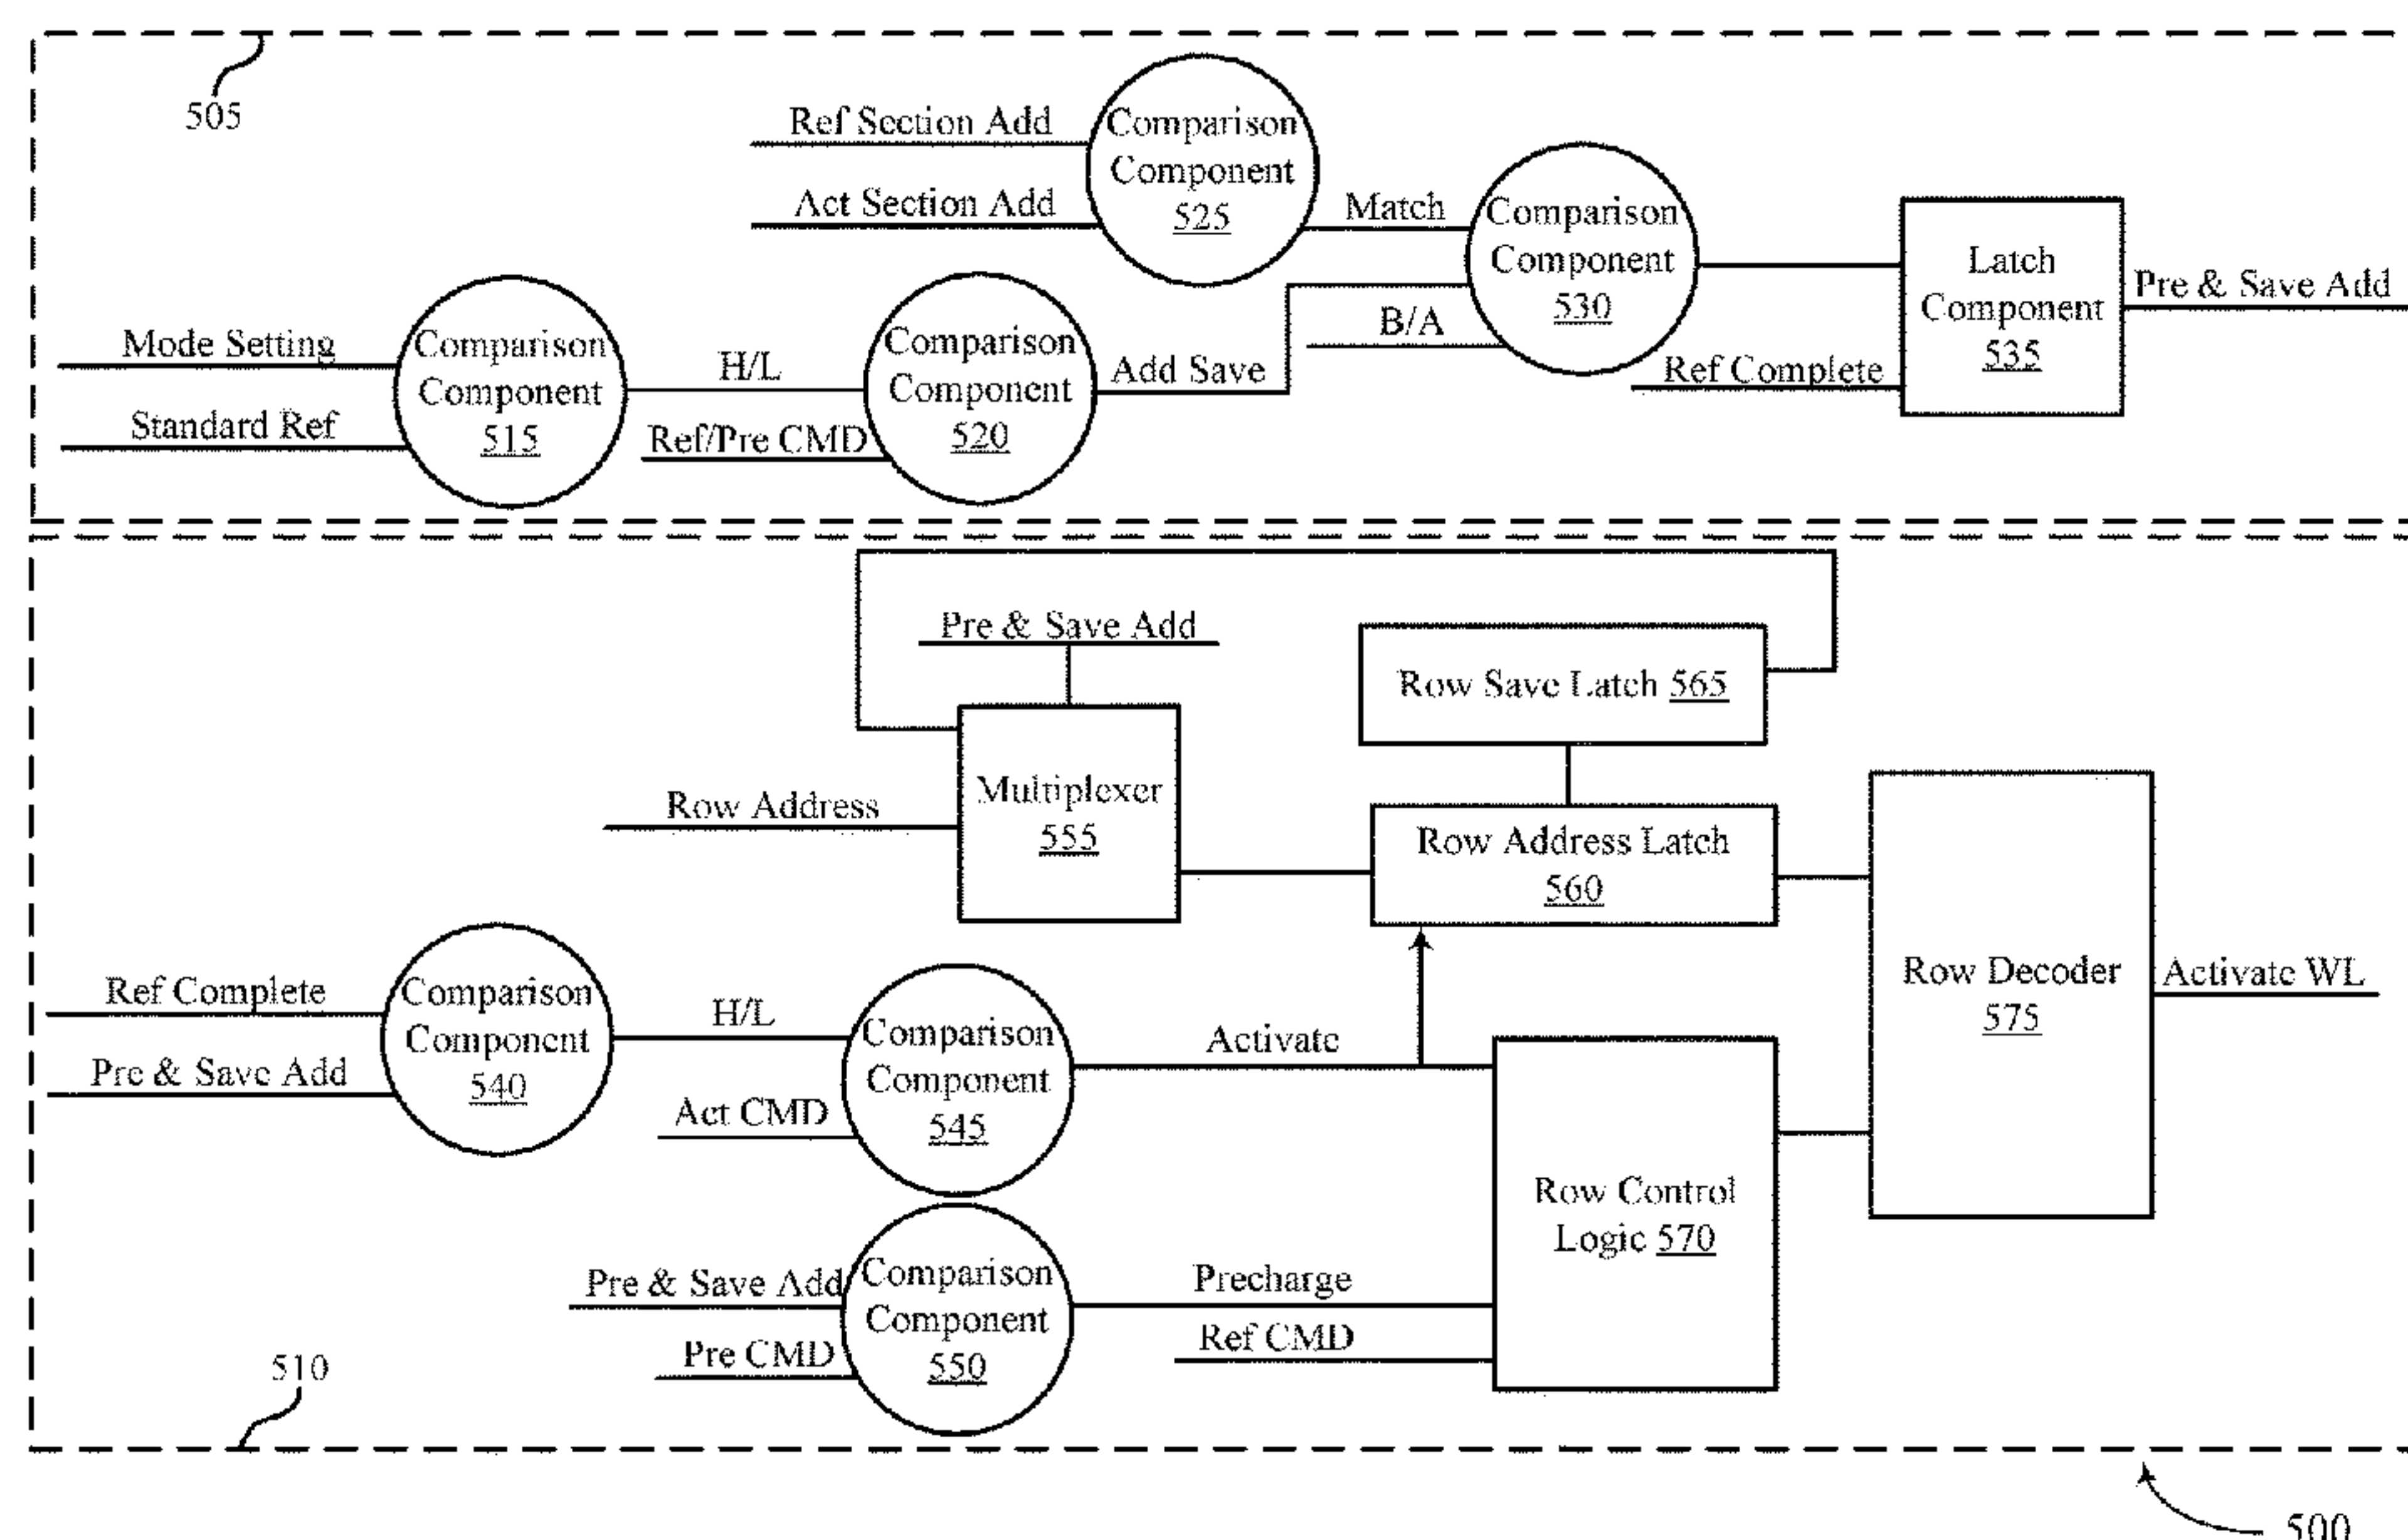 505
Ref Section Add
Act Section Add
Comparison
Component
525
Match
Comparison
Component
530
B/A
Latch
Component
535
Pre & Save Add
Ref Complete
Mode Setting
Standard Ref
Comparison
Component
515
H/L
Ref/Pre CMD
Comparison
Component
520
Add Save
Pre & Save Add
Row Save Latch 565
Row Address
Multiplexer
555
Row Address Latch
560
Row Decoder
575
Activate WL
Ref Complete
Pre & Save Add
Comparison
Component
540
H/L
Act CMD
Comparison
Component
545
Activate
Pre & Save Add
Pre CMD
Comparison
Component
550
Precharge
Ref CMD
Row Control
Logic 570
510
500